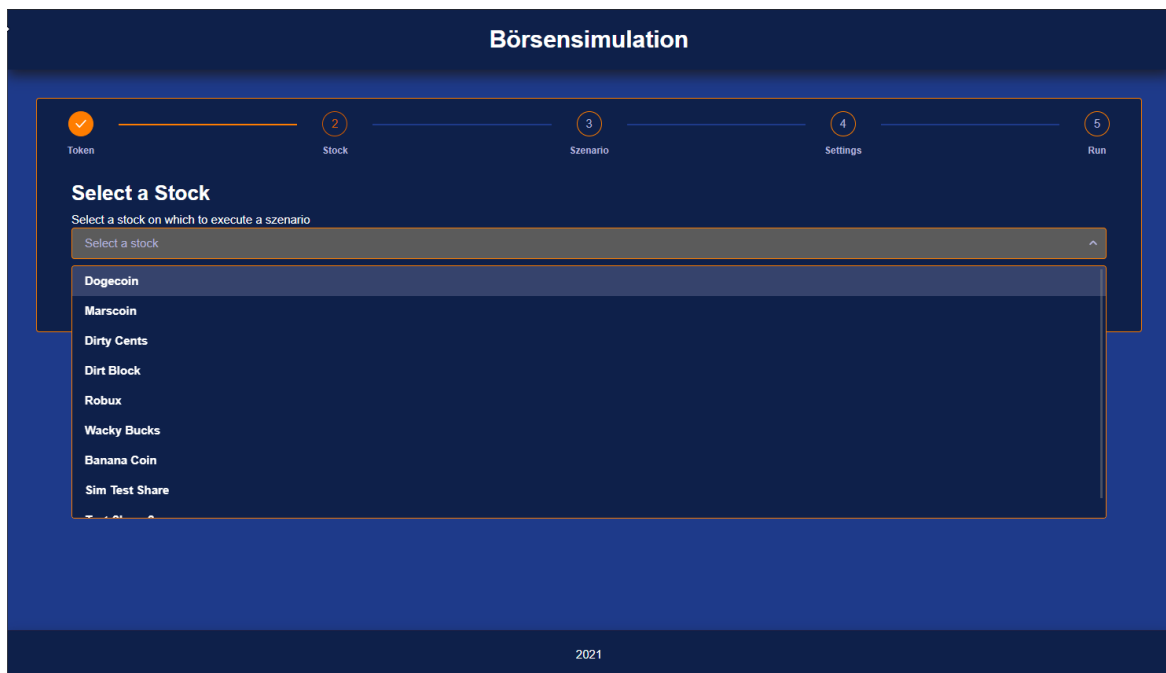 Börsensimulation
2 3 4 5
Token Stock Szenario Settings Run
Select a Stock
Select a stock on which to execute a szenario
Select a stock
Dogecoin
Marscoin
Dirty Cents
Dirt Block
Robux
Wacky Bucks
Banana Coin
Sim Test Share
2021